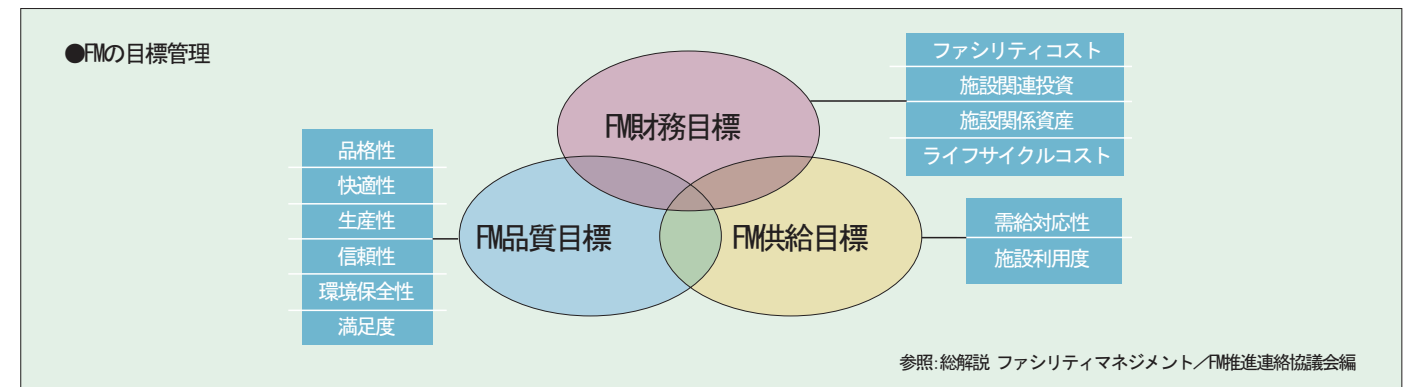 ●FMの目標管理
FM財務目標
ファシリティコスト
施設関連投資
施設関係資産
ライフサイクルコスト
品格性
快適性
生産性
信頼性
環境保全性
満足度
FM品質目標
FM供給目標
需給対応性
施設利用度
参照:総解説 ファシリティマネジメント／FM推進連絡協議会編